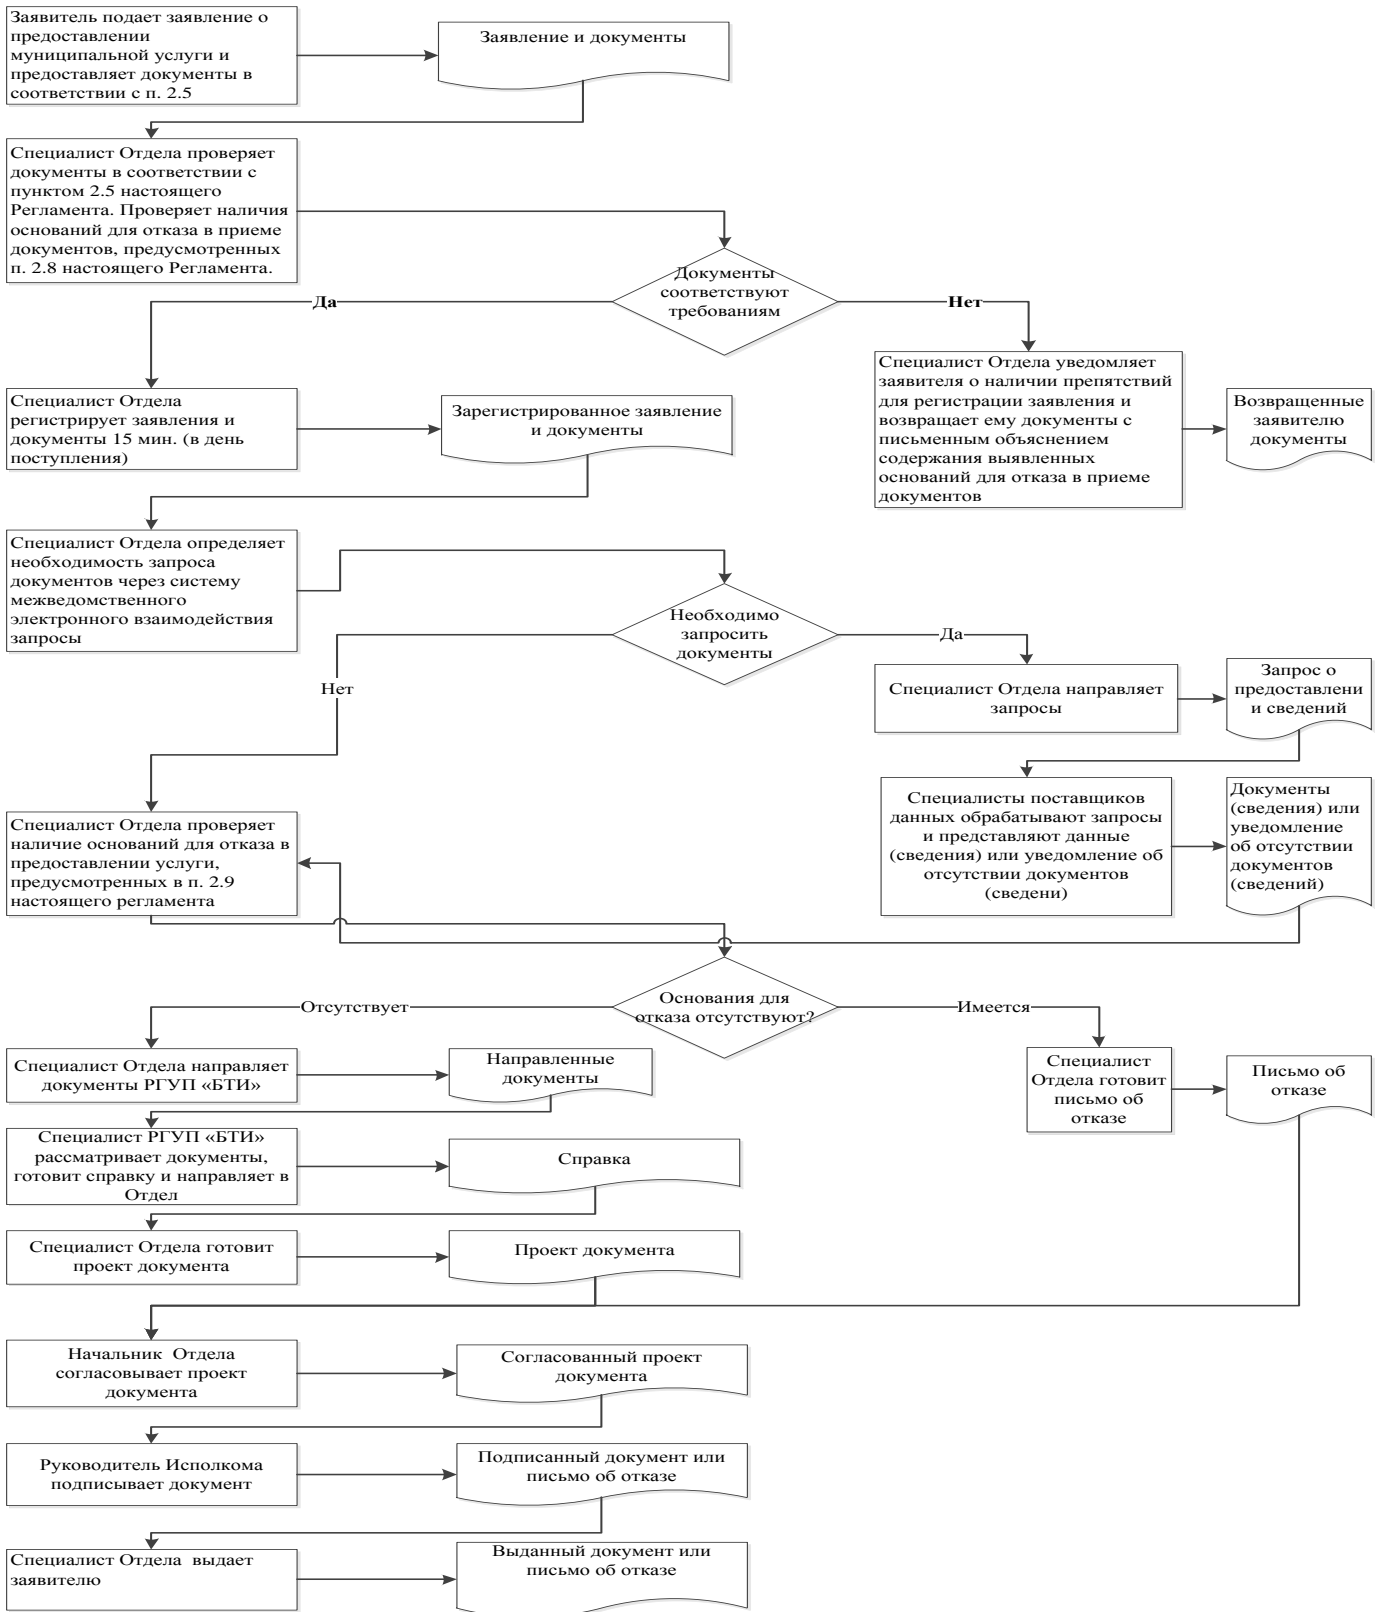 Заявитель подает заявление о
предоставлении
муниципальной услуги и
предоставляет документы в
соответствии с п. 2.5
Заявление и документы
Специалист Отдела проверяет
документы в соответствии с
пунктом 2.5 настоящего
Регламента. Проверяет наличия
оснований для отказа в приеме
документов, предусмотренных
п. 2.8 настоящего Регламента.
Документы
соответствуют
требованиям
Да
Нет
Специалист Отдела
регистрирует заявления и
документы 15 мин. (в день
поступления)
Зарегистрированное заявление
и документы
Специалист Отдела уведомляет
заявителя о наличии препятствий
для регистрации заявления и
возвращает ему документы с
письменным объяснением
содержания выявленных
оснований для отказа в приеме
документов
Возвращенные
заявителю
документы
Специалист Отдела определяет
необходимость запроса
документов через систему
межведомственного
электронного взаимодействия
запросы
Необходимо
запросить
документы
Да
Нет
Специалист Отдела направляет
запросы
Запрос о
предоставлени
и сведений
Специалист Отдела проверяет
наличие оснований для отказа в
предоставлении услуги,
предусмотренных в п. 2.9
настоящего регламента
Специалисты поставщиков
данных обрабатывают запросы
и представляют данные
(сведения) или уведомление об
отсутствии документов
(сведени)
Документы
(сведения) или
уведомление
об отсутствии
документов
(сведений)
Основания для
отказа отсутствуют?
Отсутствует
Имеется
Специалист Отдела направляет
документы РГУП «БТИ»
Направленные
документы
Специалист
Отдела готовит
письмо об
отказе
Письмо об
отказе
Специалист РГУП «БТИ»
рассматривает документы,
готовит справку и направляет в
Отдел
Справка
Специалист Отдела готовит
проект документа
Проект документа
Начальник Отдела
согласовывает проект
документа
Согласованный проект
документа
Руководитель Исполкома
подписывает документ
Подписанный документ или
письмо об отказе
Специалист Отдела выдает
заявителю
Выданный документ или
письмо об отказе